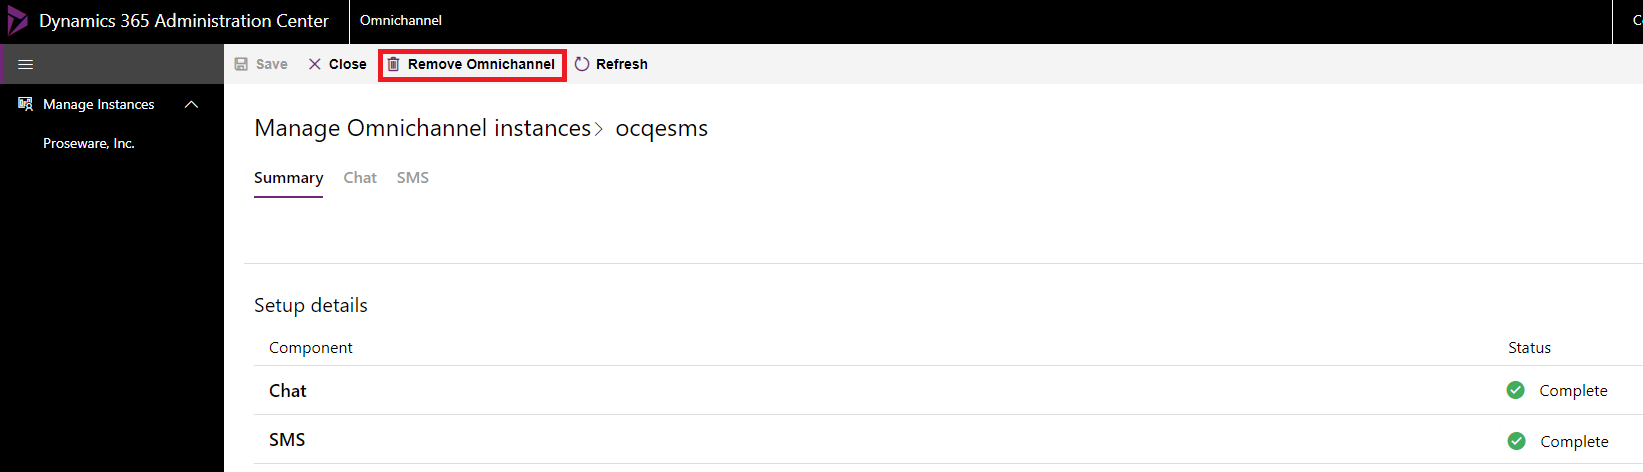 Dynamics 365 Administration Center Omnichannel
Save Close Remove Omnichannel Refresh
Manage Instances
Proseware, Inc.
Manage Omnichannel instances> ocqesms
Summary Chat SMS
Setup details
Component Status
Chat Complete
SMS Complete